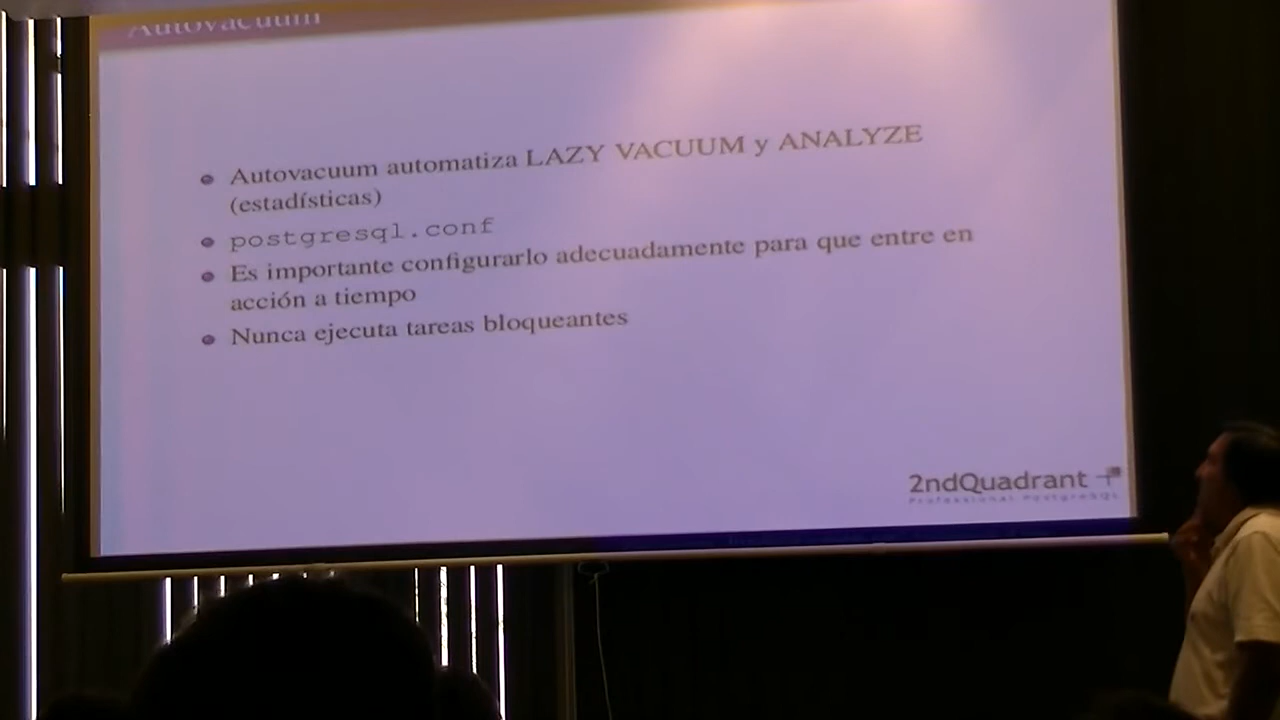 Autovacuum
Autovacuum automatiza LAZY VACUUM y ANALYZE
(estadísticas)
postgresql.conf
Es importante configurarlo adecuadamente para que entre en
acción a tiempo
Nunca ejecuta tareas bloqueantes
2ndQuadrant
Professional PostgreSQL